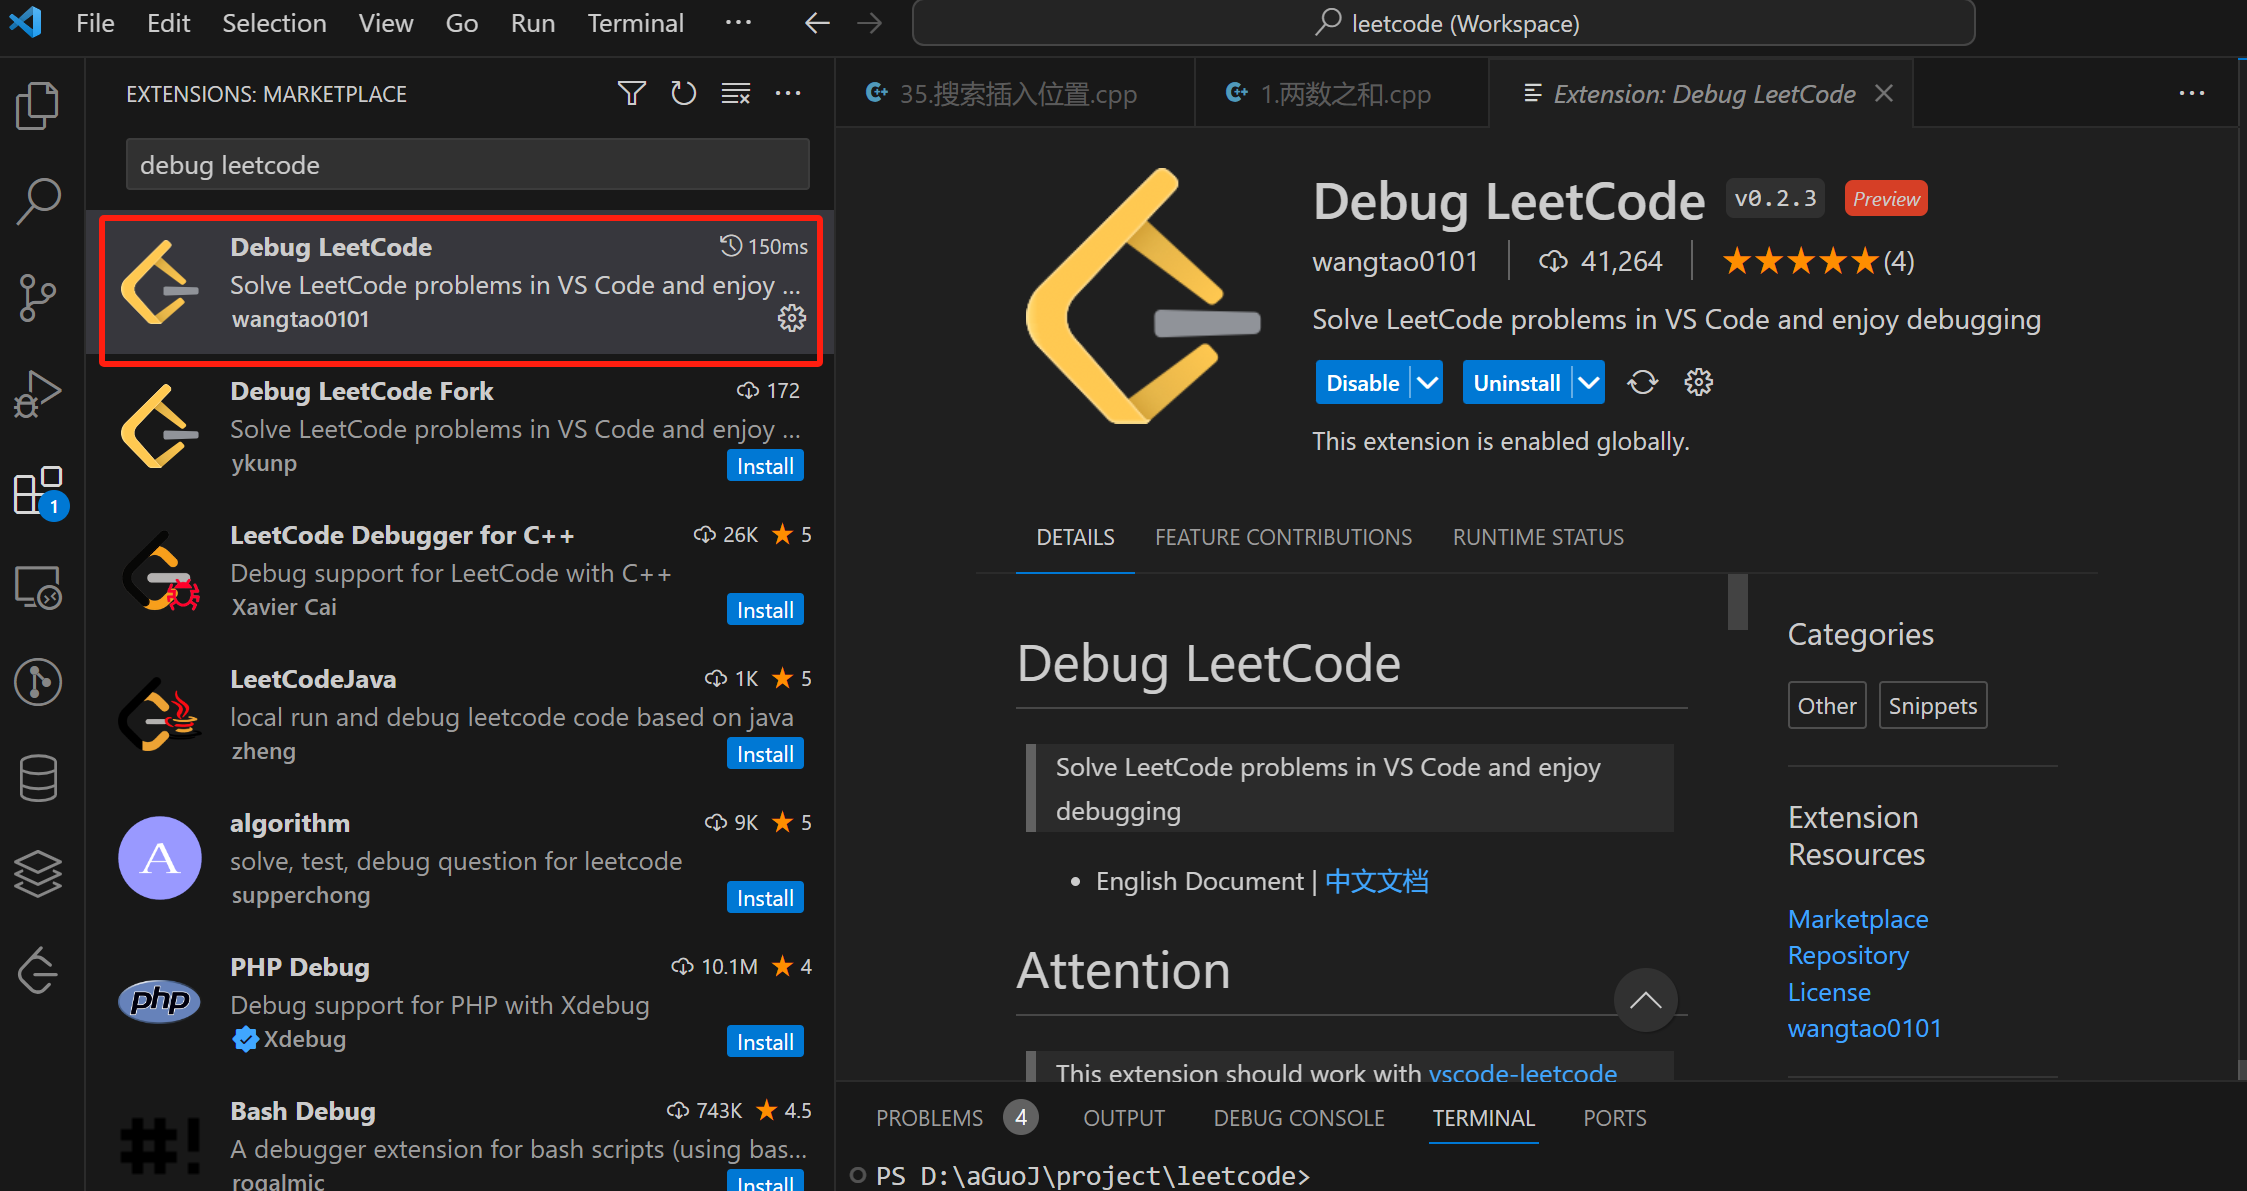 File Edit Selection View Go Run Terminal ···
leetcode (Workspace)
EXTENSIONS: MARKETPLACE
debug leetcode
Debug LeetCode 150ms
Solve LeetCode problems in VS Code and enjoy ...
wangtao0101
Debug LeetCode Fork 172
Solve LeetCode problems in VS Code and enjoy ...
ykunp
Install
LeetCode Debugger for C++ 26K ★ 5
Debug support for LeetCode with C++
Xavier Cai
Install
LeetCodeJava 1K ★ 5
local run and debug leetcode code based on java
zheng
Install
A
algorithm 9K ★ 5
solve, test, debug question for leetcode
supperchong
Install
php
PHP Debug 10.1M ★ 4
Debug support for PHP with Xdebug
Xdebug
Install
#!
Bash Debug 743K ★ 4.5
A debugger extension for bash scripts (using bas...
rogalmic
Install
1
35.搜索插入位置.cpp
1.两数之和.cpp
Extension: Debug LeetCode
Debug LeetCode v0.2.3 Preview
wangtao0101 41,264 ★★★★★(4)
Solve LeetCode problems in VS Code and enjoy debugging
Disable Uninstall
This extension is enabled globally.
DETAILS FEATURE CONTRIBUTIONS RUNTIME STATUS
Debug LeetCode
Solve LeetCode problems in VS Code and enjoy
debugging
• English Document | 中文文档
Attention
This extension should work with vscode-leetcode
Categories
Other Snippets
Extension
Resources
Marketplace
Repository
License
wangtao0101
PROBLEMS 4 OUTPUT DEBUG CONSOLE TERMINAL PORTS
PS D:\aGuoJ\project\leetcode>